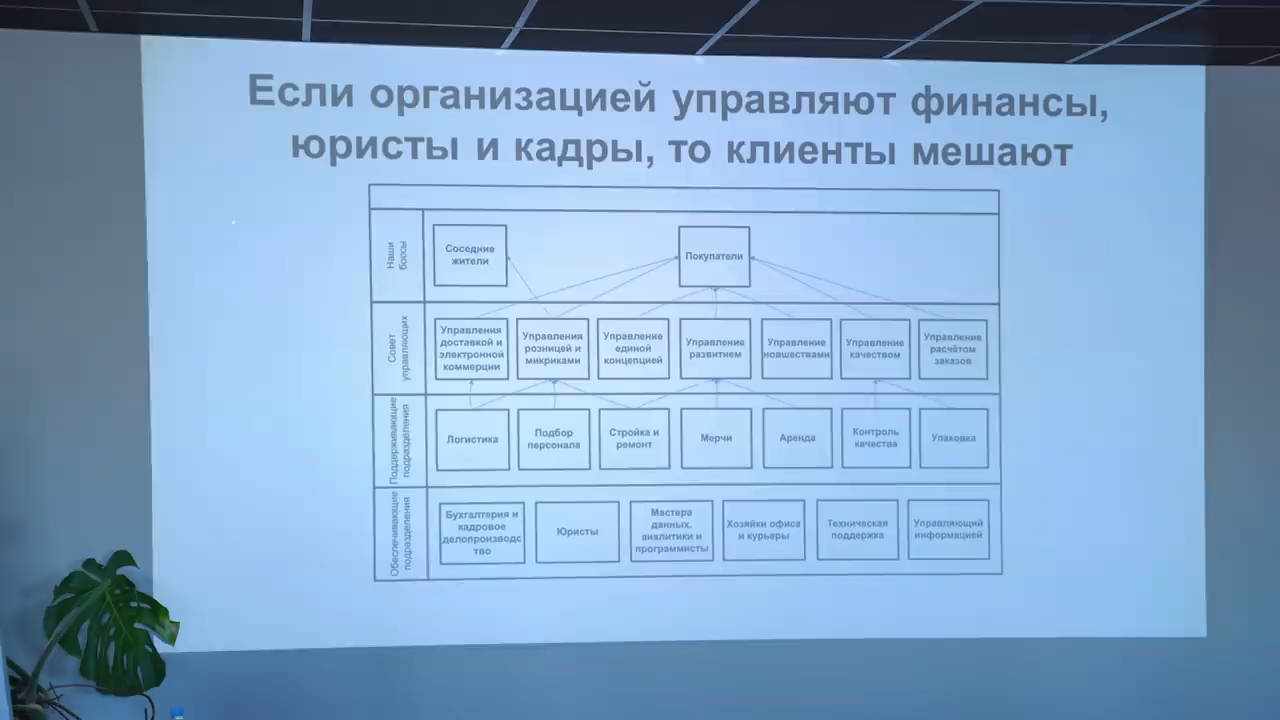 Если организацией управляют финансы,
юристы и кадры, то клиенты мешают
Наши
боссы
Соседние
жители
Покупатели
Совет
управляющих
Управления
доставкой и
электронной
коммерции
Управления
розницей и
микриками
Управление
единой
концепцией
Управление
развитием
Управление
новшествами
Управление
качеством
Управление
расчётом
заказов
Поддерживающие
подразделения
Логистика
Подбор
персонала
Стройка и
ремонт
Мерчи
Аренда
Контроль
качества
Упаковка
Обеспечивающие
подразделения
Бухгалтерия и
кадровое
делопроизводс
тво
Юристы
Мастера
данных,
аналитики и
программисты
Хозяйки офиса
и курьеры
Техническая
поддержка
Управляющий
информацией